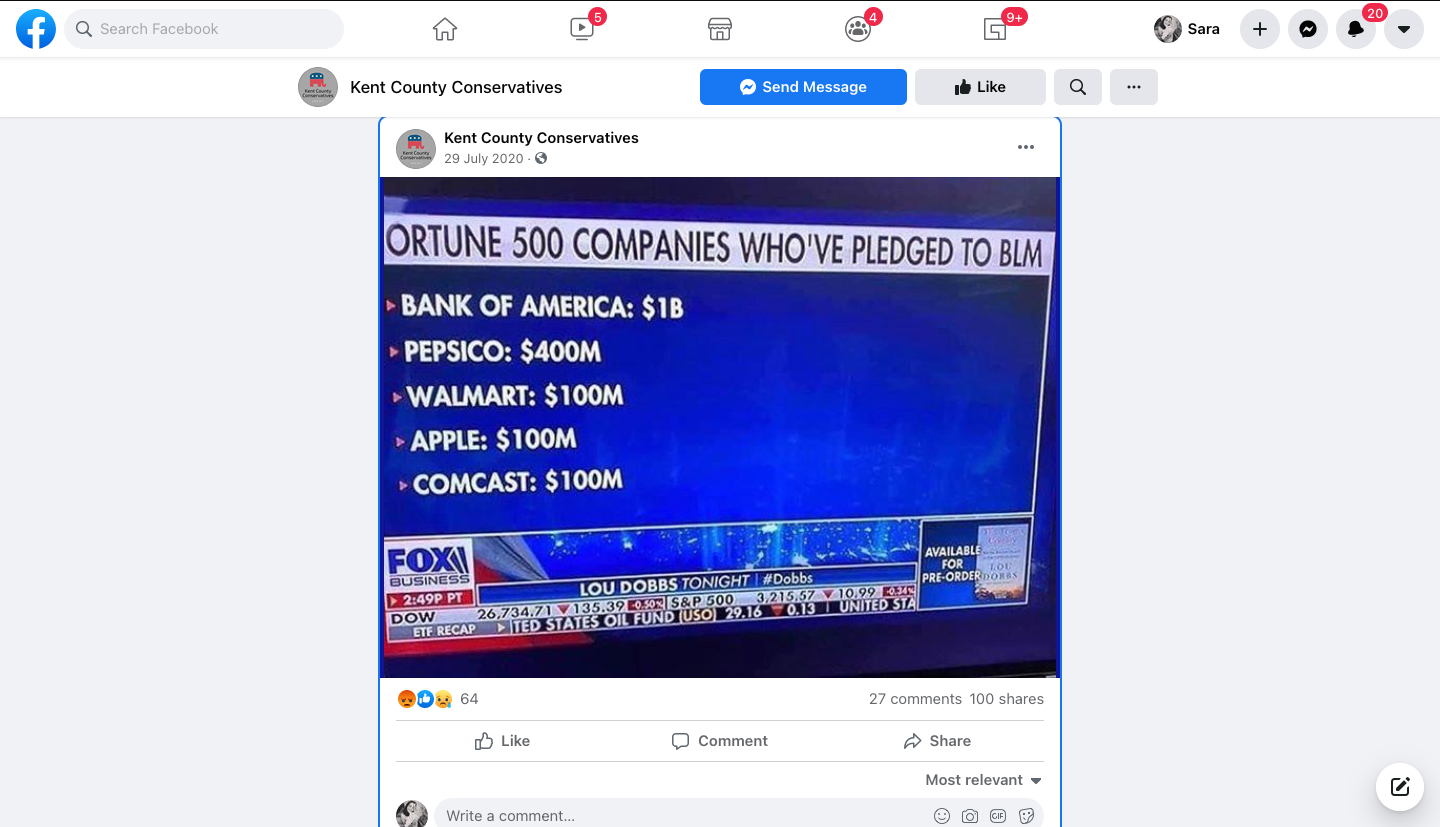 Search Facebook
5
4
9+
Sara
20
Kent County Conservatives
Send Message
Like
Kent County Conservatives
29 July 2020 ·
ORTUNE 500 COMPANIES WHO'VE PLEDGED TO BLM
BANK OF AMERICA: $1B
PEPSICO: $400M
WALMART: $100M
APPLE: $100M
COMCAST: $100M
FOX
BUSINESS
2:49P PT
LOU DOBBS TONIGHT | #Dobbs
AVAILABLE
FOR
PRE-ORDER
LOU
DOBBS
DOW 26,734.71 135.39 -0.50% S&P 500 3,215.57 10.99 -0.34%
ETF RECAP TED STATES OIL FUND (USO) 29.16 0.13 | UNITED STA
64
27 comments 100 shares
Like
Comment
Share
Most relevant
Write a comment...
GIF